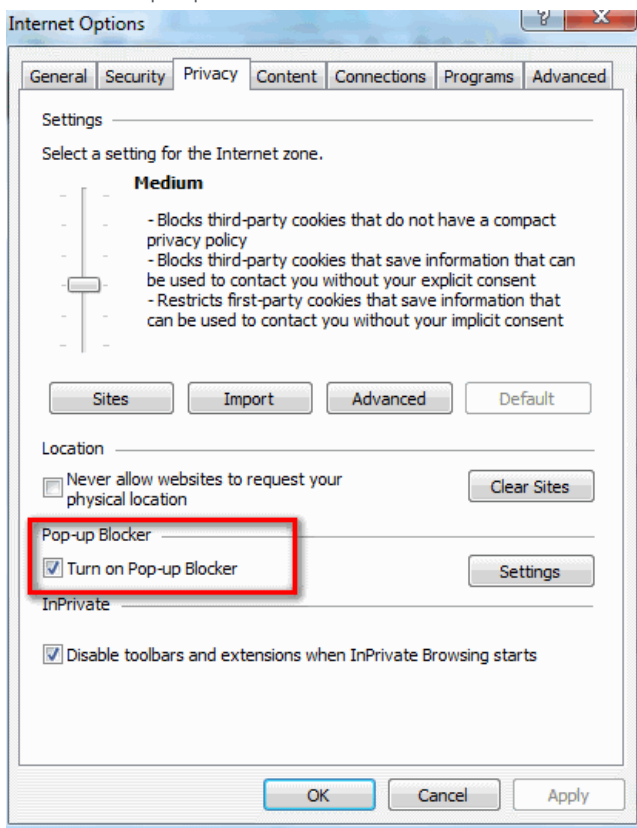 Internet Options
?
X
General Security Privacy Content Connections Programs Advanced
Settings
Select a setting for the Internet zone.
Medium
- Blocks third-party cookies that do not have a compact
privacy policy
- Blocks third-party cookies that save information that can
be used to contact you without your explicit consent
- Restricts first-party cookies that save information that
can be used to contact you without your implicit consent
Sites Import Advanced Default
Location
Never allow websites to request your
physical location
Clear Sites
Pop-up Blocker
Turn on Pop-up Blocker
Settings
InPrivate
Disable toolbars and extensions when InPrivate Browsing starts
OK Cancel Apply